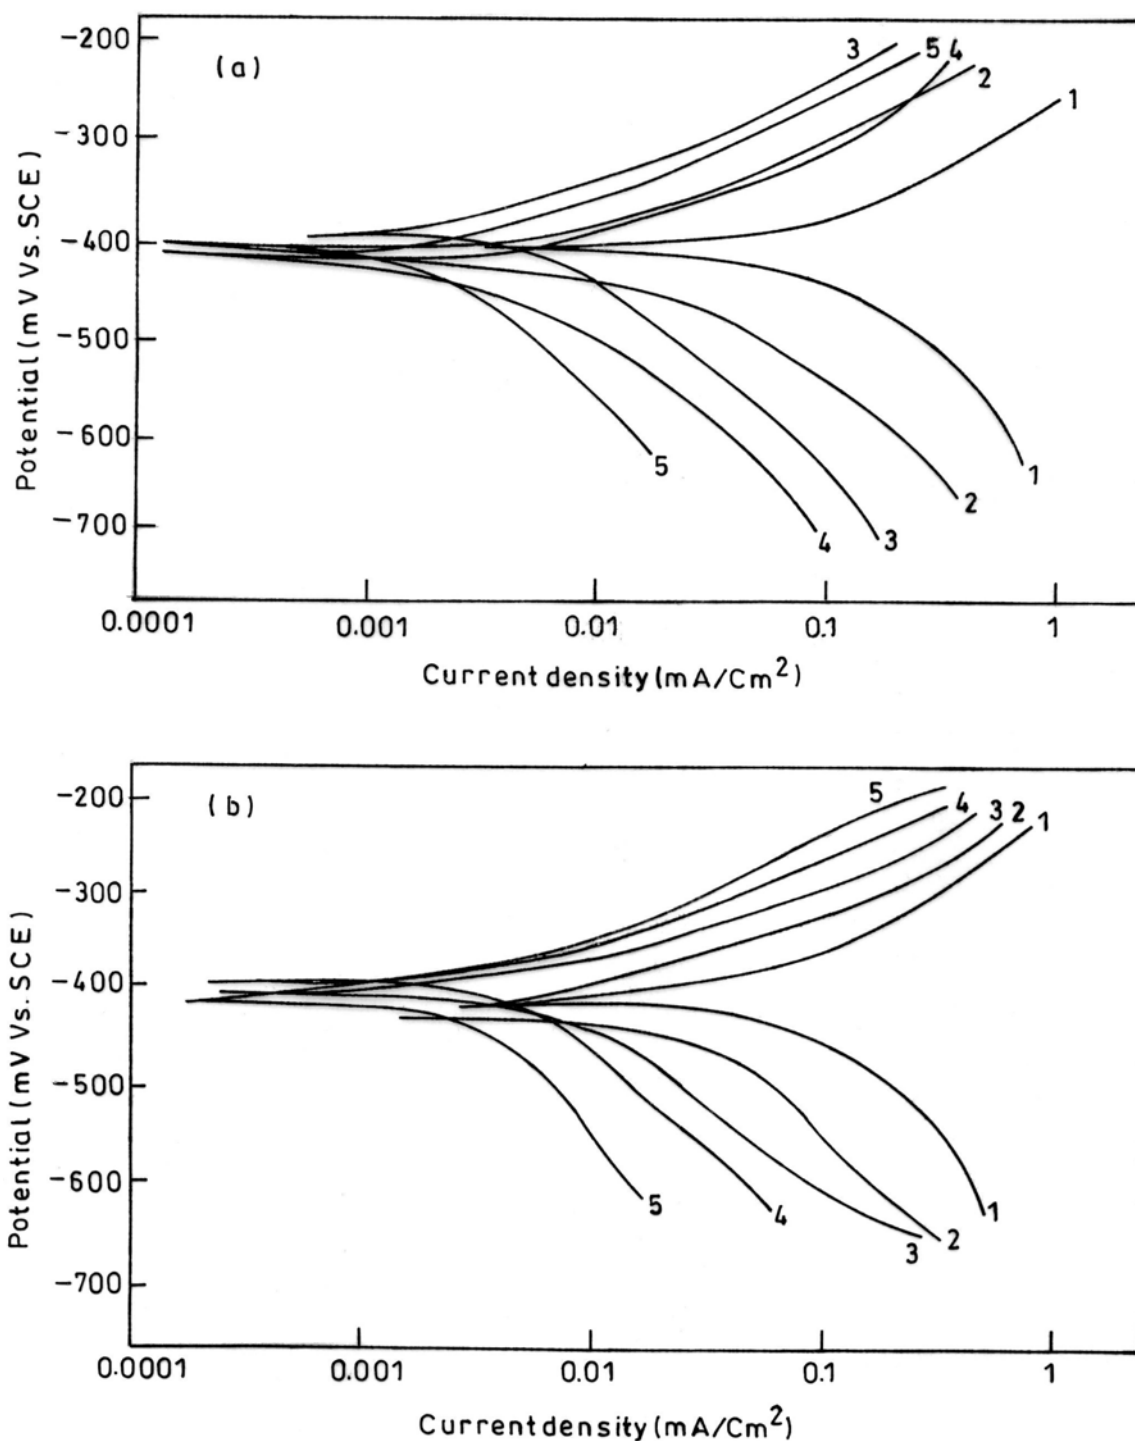 (a)
-200
-300
-400
-500
-600
-700
Potential (mV Vs. SCE)
3 5 4
2
1
5
4 3
2
1
0.0001 0.001 0.01 0.1 1
Current density (mA/Cm²)
(b)
-200
-300
-400
-500
-600
-700
Potential (mV Vs. SCE)
5 4 3 2 1
5
4
3 2
1
0.0001 0.001 0.01 0.1 1
Current density (mA/Cm²)